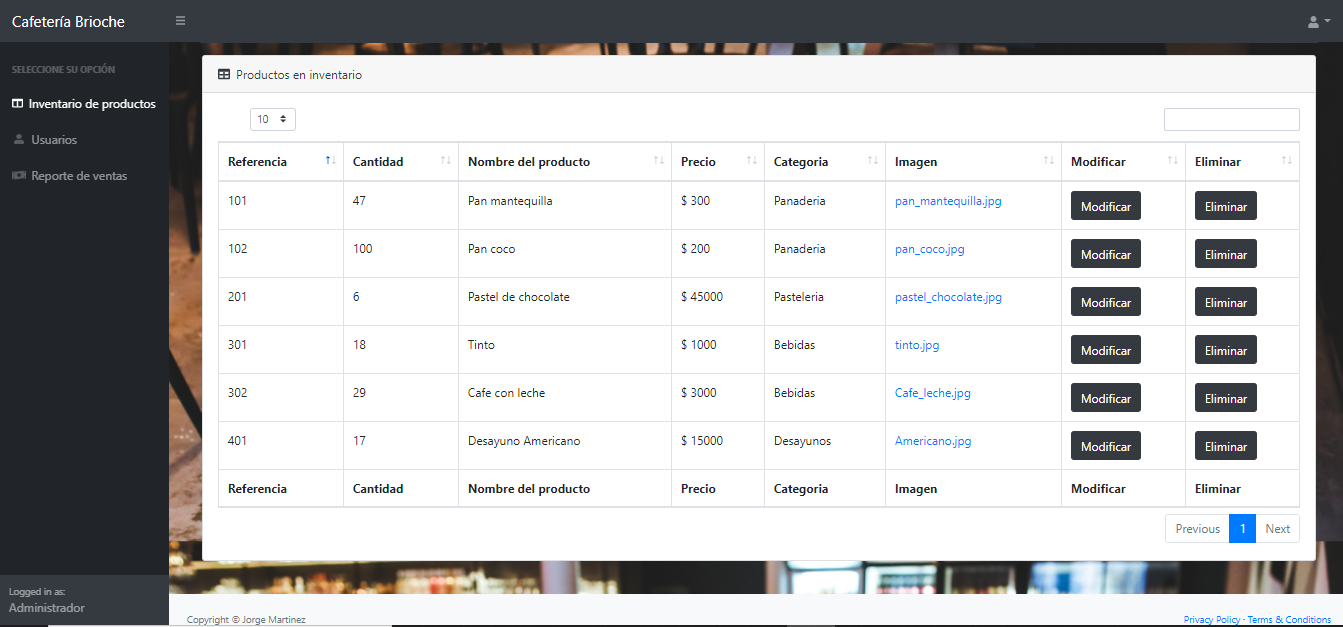 Cafetería Brioche
SELECCIONE SU OPCIÓN
Inventario de productos
Usuarios
Reporte de ventas
Logged in as:
Administrador
Productos en inventario
10
Referencia Cantidad Nombre del producto Precio Categoria Imagen Modificar Eliminar
101 47 Pan mantequilla $ 300 Panaderia pan_mantequilla.jpg Modificar Eliminar
102 100 Pan coco $ 200 Panaderia pan_coco.jpg Modificar Eliminar
201 6 Pastel de chocolate $ 45000 Pasteleria pastel_chocolate.jpg Modificar Eliminar
301 18 Tinto $ 1000 Bebidas tinto.jpg Modificar Eliminar
302 29 Cafe con leche $ 3000 Bebidas Cafe_leche.jpg Modificar Eliminar
401 17 Desayuno Americano $ 15000 Desayunos Americano.jpg Modificar Eliminar
Referencia Cantidad Nombre del producto Precio Categoria Imagen Modificar Eliminar
Previous 1 Next
Copyright © Jorge Martinez
Privacy Policy · Terms & Conditions